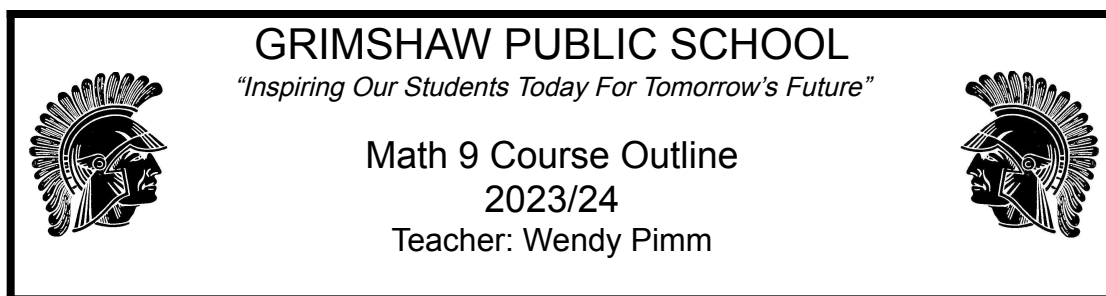 GRIMSHAW PUBLIC SCHOOL
“Inspiring Our Students Today For Tomorrow’s Future”
Math 9 Course Outline
2023/24
Teacher: Wendy Pimm